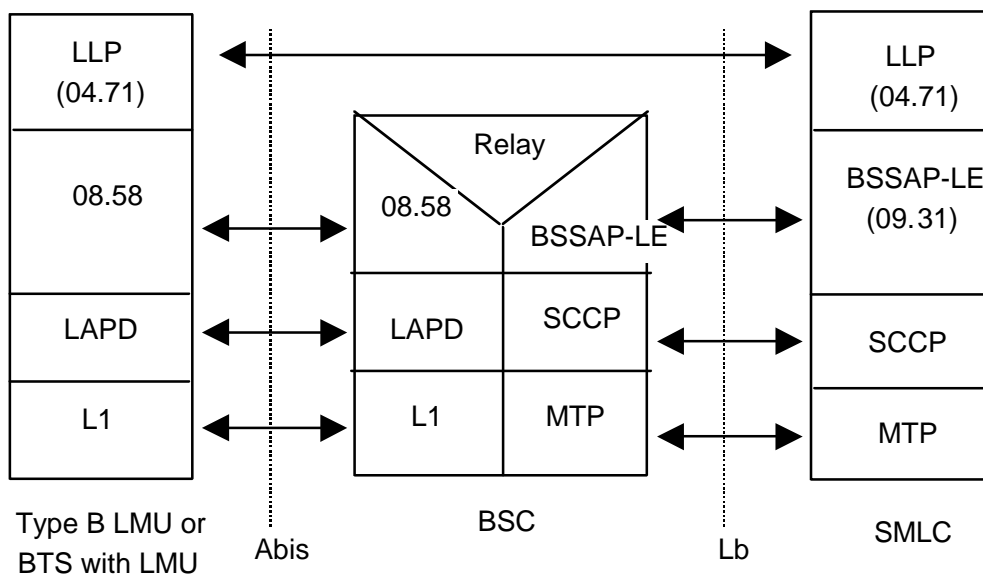 LLP
(04.71)
08.58
LAPD
L1
Type B LMU or
BTS with LMU
Abis
Relay
08.58
BSSAP-LE
LAPD
SCCP
L1
MTP
BSC
Lb
LLP
(04.71)
BSSAP-LE
(09.31)
SCCP
MTP
SMLC